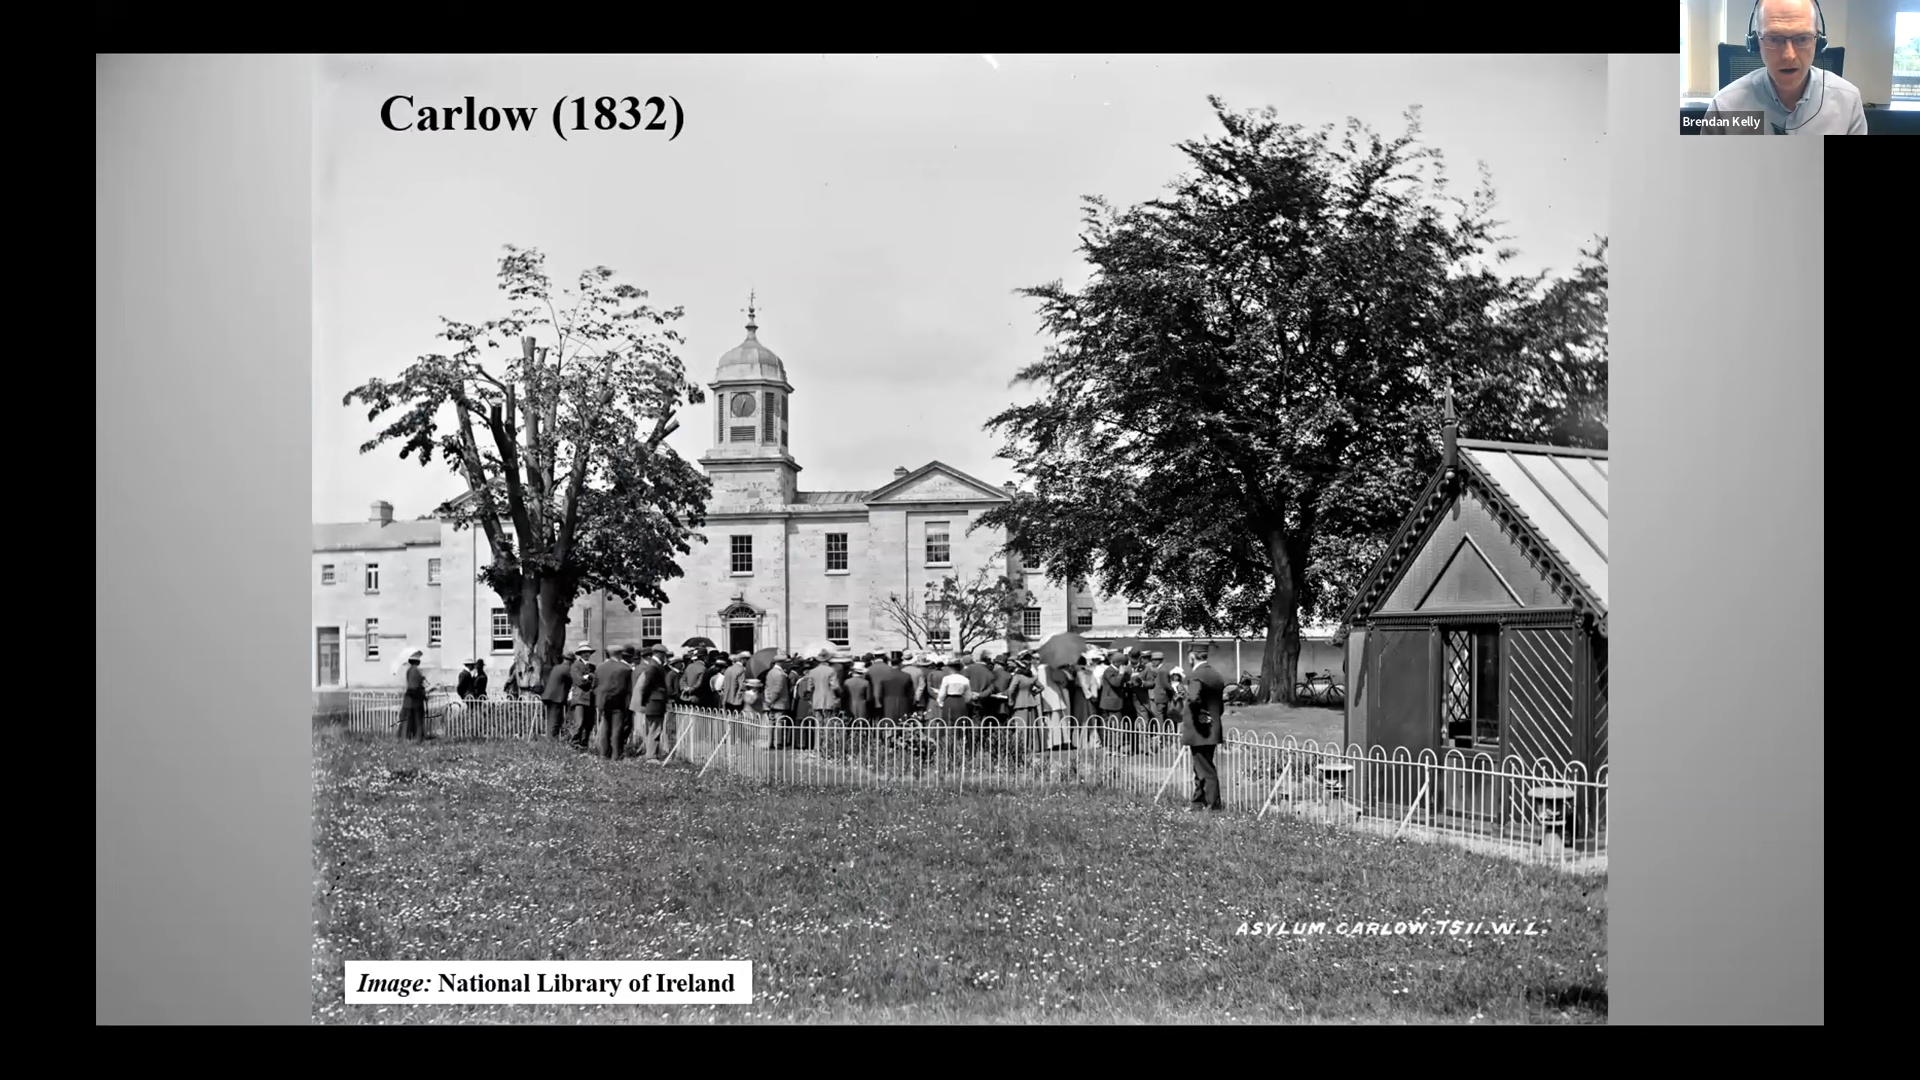 Carlow (1832)
Brendan Kelly
ASYLUM. CARLOW. 7511. W. L.
Image: National Library of Ireland